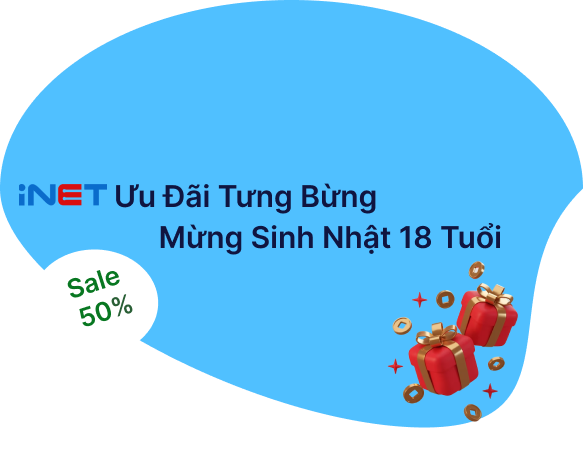 iNET Ưu Đãi Tưng Bừng
Mừng Sinh Nhật 18 Tuổi
Sale
50%